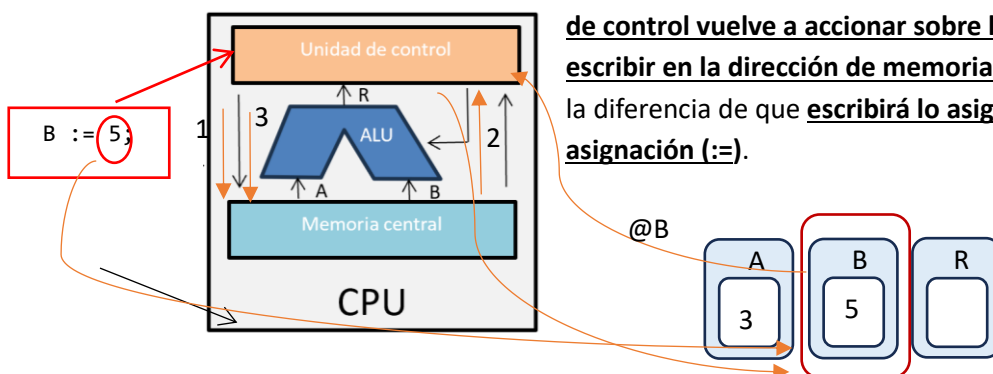 de control vuelve a accionar sobre
escribir en la dirección de memoria
la diferencia de que escribirá lo asig
asignación (:=).
Unidad de control
R
B := 5;
1
3
ALU
2
A
B
Memoria central
CPU
@B
A
B
R
3
5